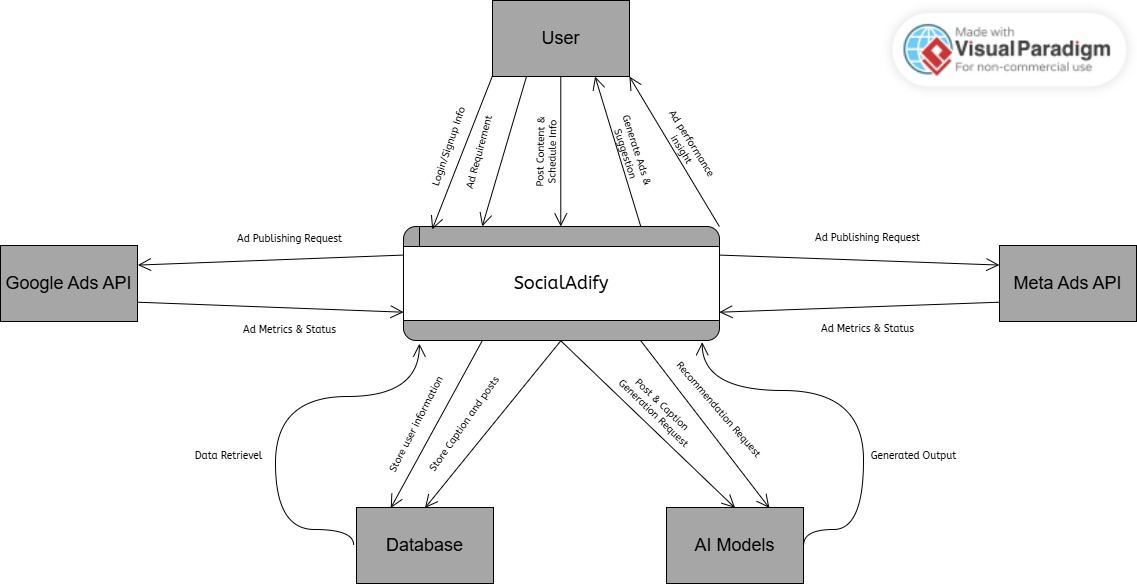 User
Made with
Visual Paradigm
For non-commercial use
Login/Signup Info
Ad Requirement
Post Content &
Schedule Info
Generate Ads &
Suggestion
Ad performance
insight
Ad Publishing Request
Ad Publishing Request
Google Ads API
SocialAdify
Meta Ads API
Ad Metrics & Status
Ad Metrics & Status
Store user information
Store Caption and posts
Post & Caption
Generation Request
Recommendation Request
Data Retrievel
Generated Output
Database
AI Models